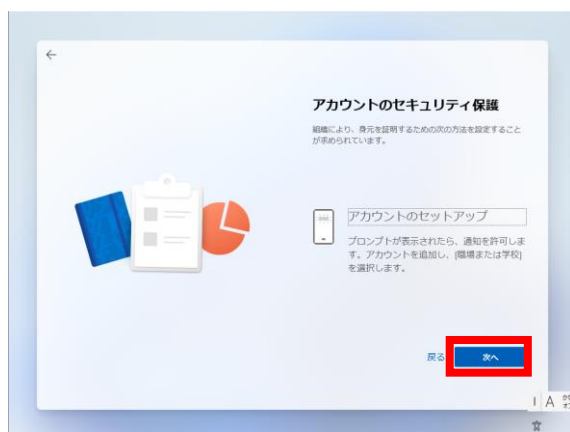 ←
アカウントのセキュリティ保護
組織により、身元を証明するための次の方法を設定すること
が求められています。
アカウントのセットアップ
プロンプトが表示されたら、通知を許可しま
す。アカウントを追加し、[職場または学校]
を選択します。
戻る 次へ
A